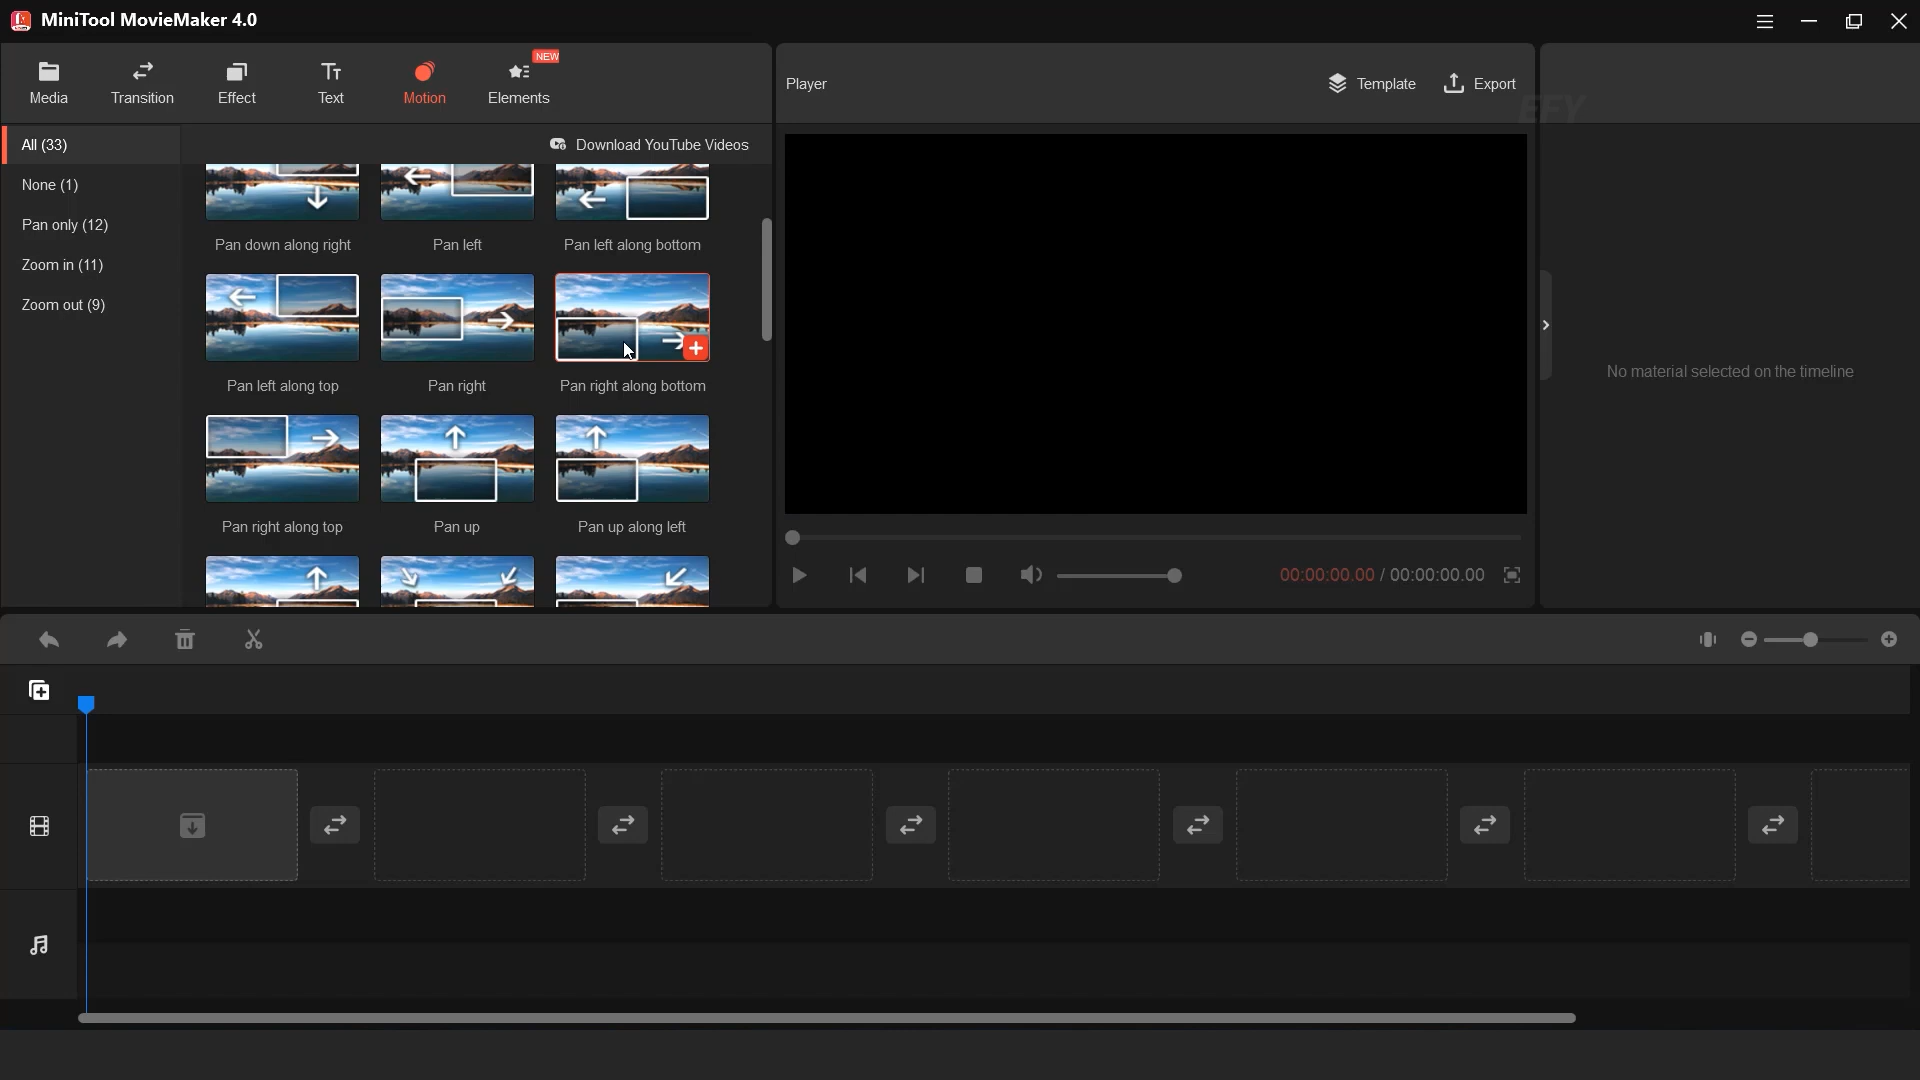 MiniTool MovieMaker 4.0
NEW
Media
Transition
Effect
Text
Motion
Elements
Player
Template
Export
EFY
All (33)
Download YouTube Videos
None (1)
Pan only (12)
Zoom in (11)
Zoom out (9)
Pan down along right
Pan left
Pan left along bottom
Pan left along top
Pan right
Pan right along bottom
No material selected on the timeline
Pan right along top
Pan up
Pan up along left
00:00:00.00 / 00:00:00.00